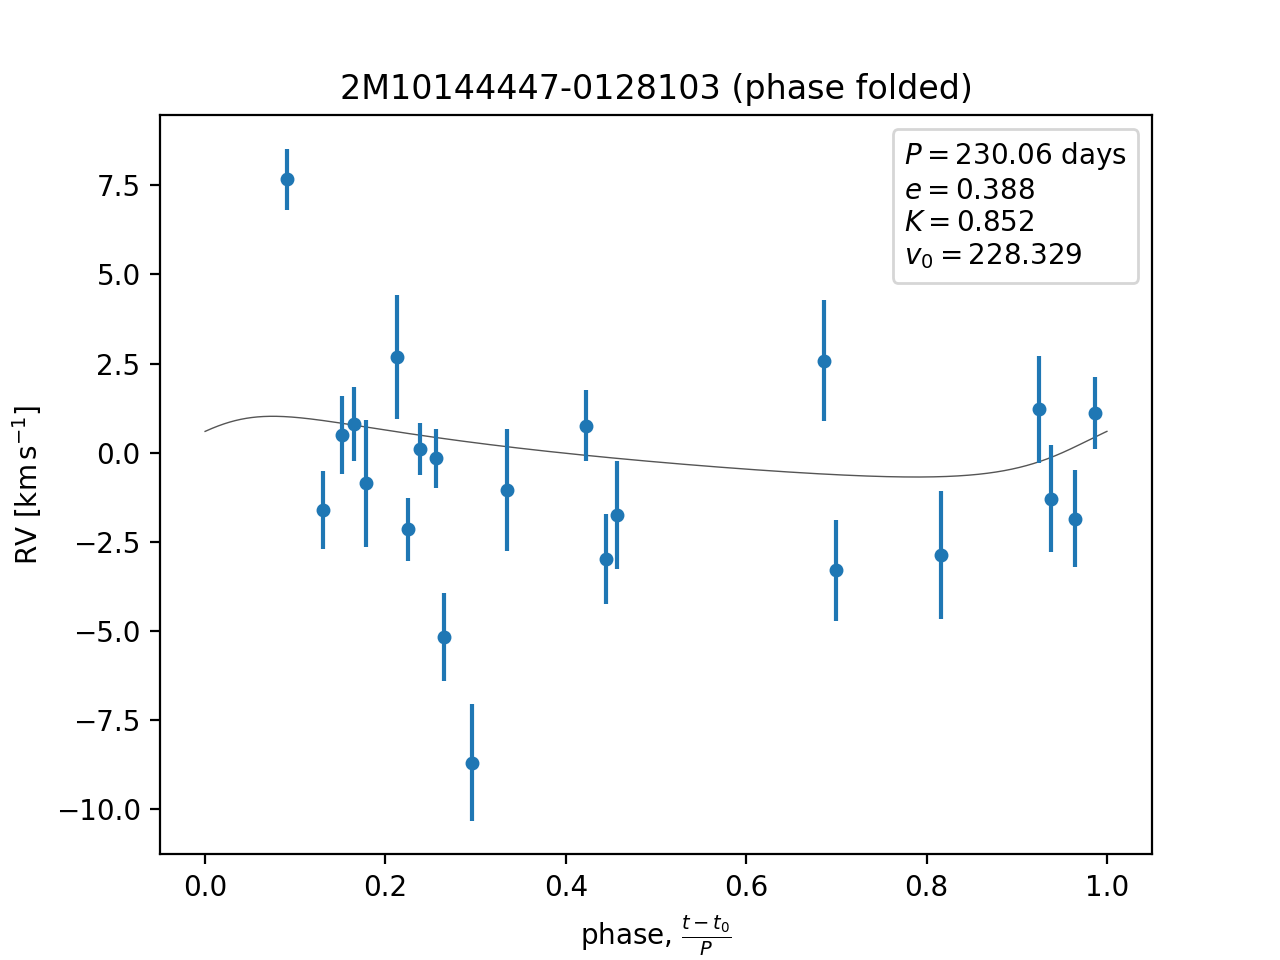 2M10144447-0128103 (phase folded)
P = 230.06 days
e = 0.388
K = 0.852
v₀ = 228.329
7.5
5.0
2.5
0.0
−2.5
−5.0
−7.5
−10.0
RV [km s⁻¹]
0.0 0.2 0.4 0.6 0.8 1.0
phase, (t − t₀)/P